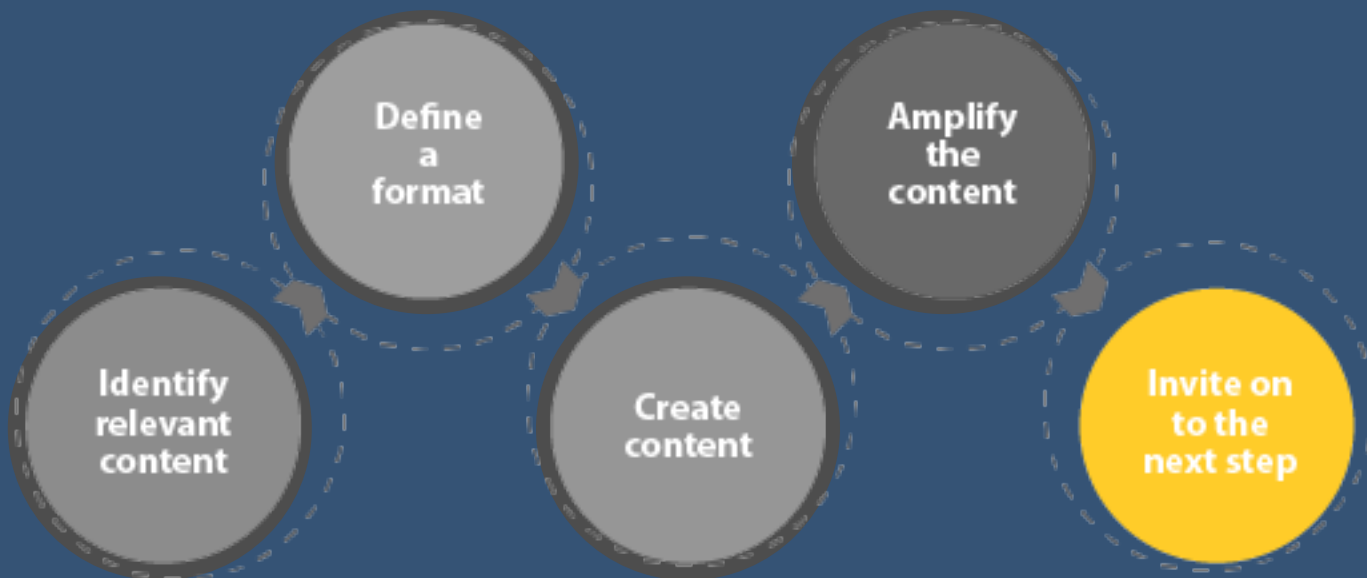 Identify
relevant
content
Define
a
format
Create
content
Amplify
the
content
Invite on
to the
next step